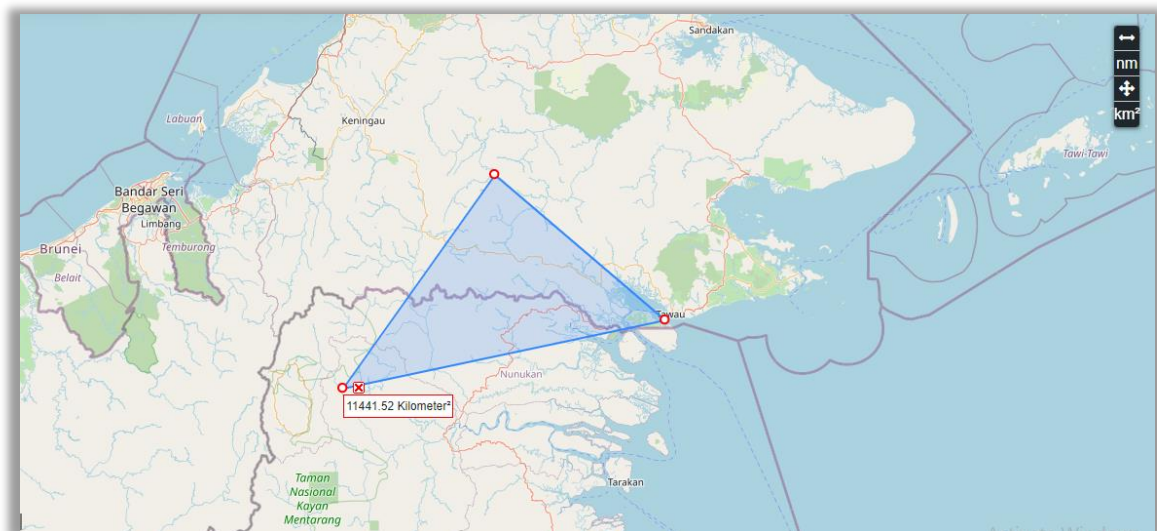 Sandakan
nm
km²
Labuan
Keningau
Tawi-Tawi
Bandar Seri
Begawan
Limbang
Brunei
Temburong
Belait
Tawau
Nunukan
11441.52 Kilometer²
Taman
Nasional
Kayan
Mentarang
Tarakan